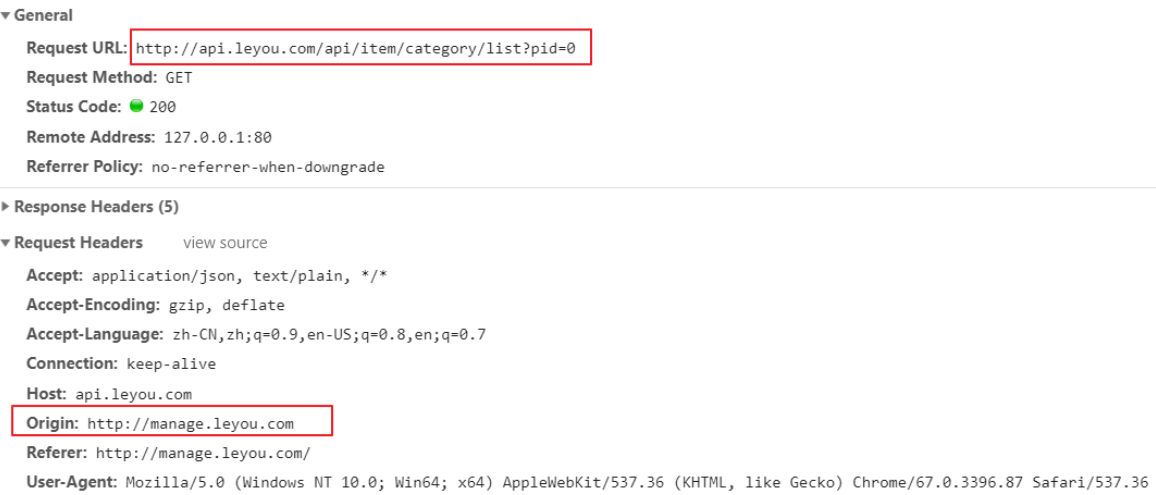 General
Request URL: http://api.leyou.com/api/item/category/list?pid=0
Request Method: GET
Status Code: 200
Remote Address: 127.0.0.1:80
Referrer Policy: no-referrer-when-downgrade
Response Headers (5)
Request Headers view source
Accept: application/json, text/plain, */*
Accept-Encoding: gzip, deflate
Accept-Language: zh-CN,zh;q=0.9,en-US;q=0.8,en;q=0.7
Connection: keep-alive
Host: api.leyou.com
Origin: http://manage.leyou.com
Referer: http://manage.leyou.com/
User-Agent: Mozilla/5.0 (Windows NT 10.0; Win64; x64) AppleWebKit/537.36 (KHTML, like Gecko) Chrome/67.0.3396.87 Safari/537.36